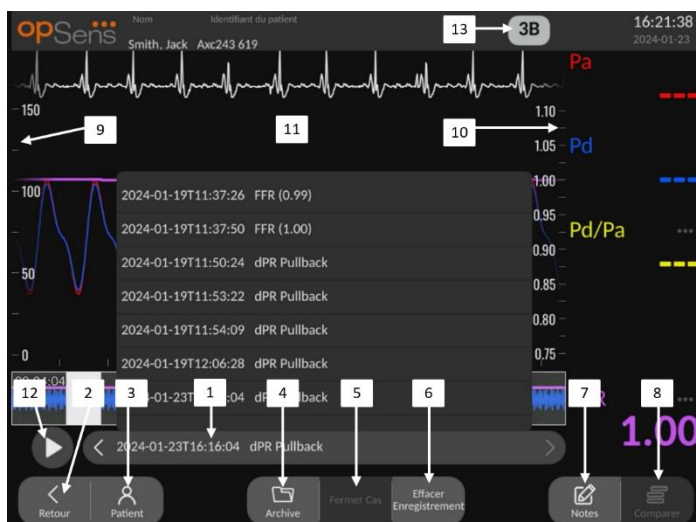 opSens
Nom
Identifiant du patient
Smith, Jack
Axc243 619
13
3B
16:21:38
2024-01-23
Pa
150
9
11
10
1.10
1.05
Pd
100
1.00
0.95
Pd/Pa
0.90
50
0.85
0.80
0
0.75
2024-01-19T11:37:26 FFR (0.99)
2024-01-19T11:37:50 FFR (1.00)
2024-01-19T11:50:24 dPR Pullback
2024-01-19T11:53:22 dPR Pullback
2024-01-19T11:54:09 dPR Pullback
2024-01-19T12:06:28 dPR Pullback
12
2
3
1
4
5
6
7
8
2024-01-23T16:16:04 dPR Pullback
1.00
Retour
Patient
Archive
Fermer Cas
Effacer
Enregistrement
Notes
Comparer